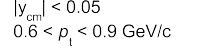 |y_cm| < 0.05
0.6 < p_t < 0.9 GeV/c